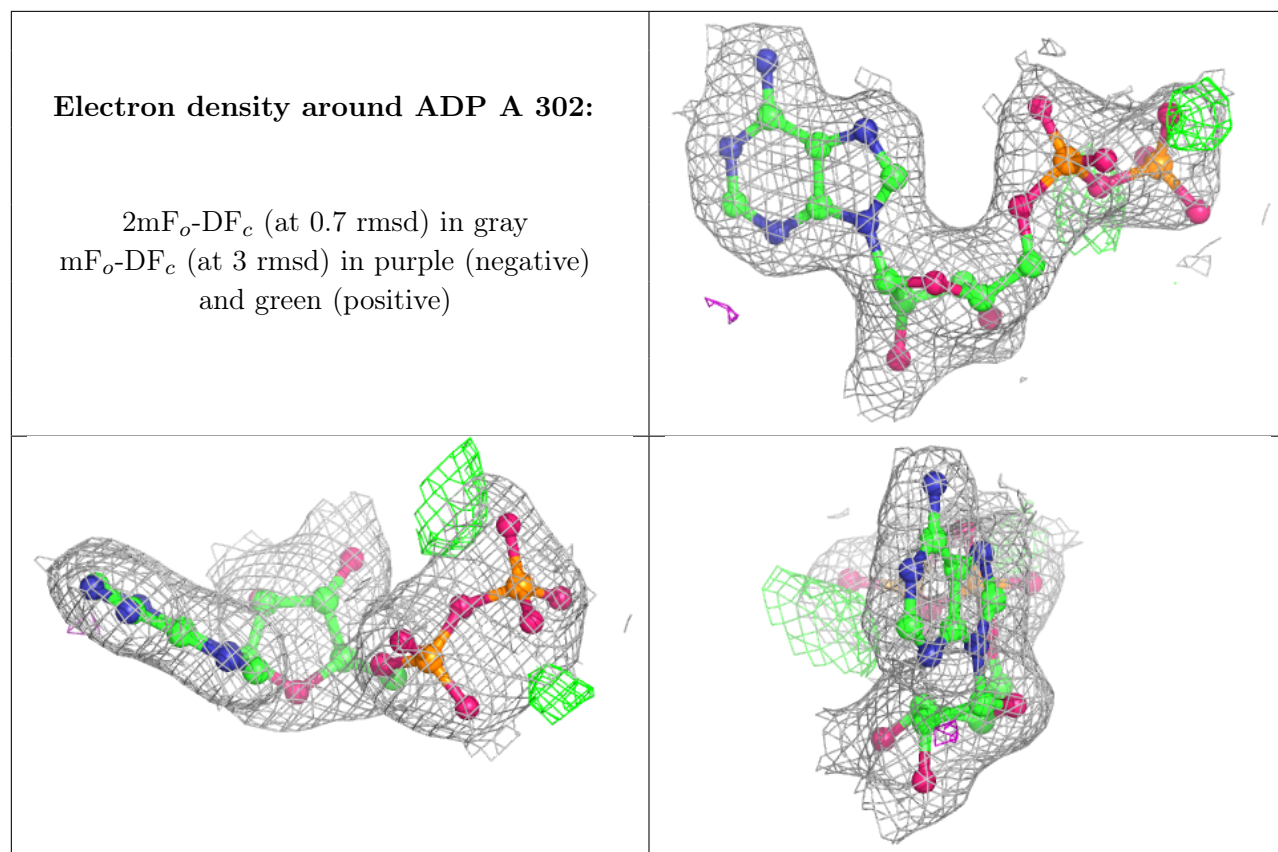 Electron density around ADP A 302:
2mFₒ-DF𝒸 (at 0.7 rmsd) in gray
mFₒ-DF𝒸 (at 3 rmsd) in purple (negative)
and green (positive)